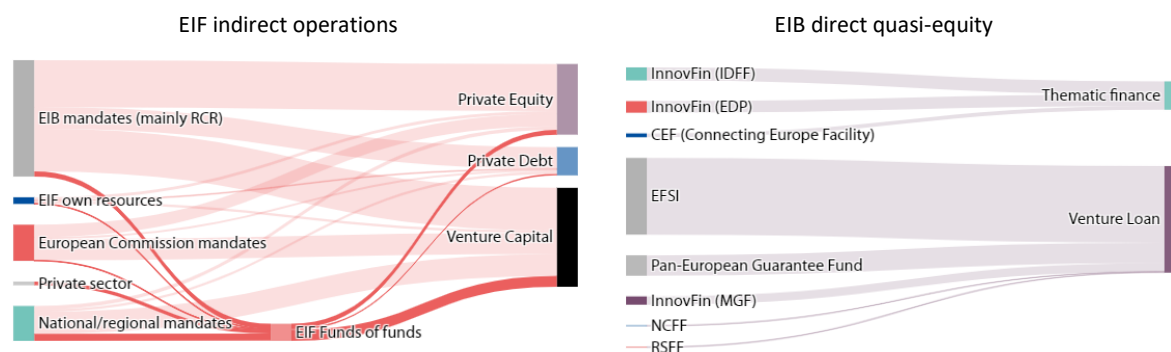 EIF indirect operations
EIB mandates (mainly RCR)
EIF own resources
European Commission mandates
Private sector
National/regional mandates
EIF Funds of funds
Private Equity
Private Debt
Venture Capital
EIB direct quasi-equity
InnovFin (IDFF)
InnovFin (EDP)
CEF (Connecting Europe Facility)
EFSI
Pan-European Guarantee Fund
InnovFin (MGF)
NCFF
RSFF
Thematic finance
Venture Loan